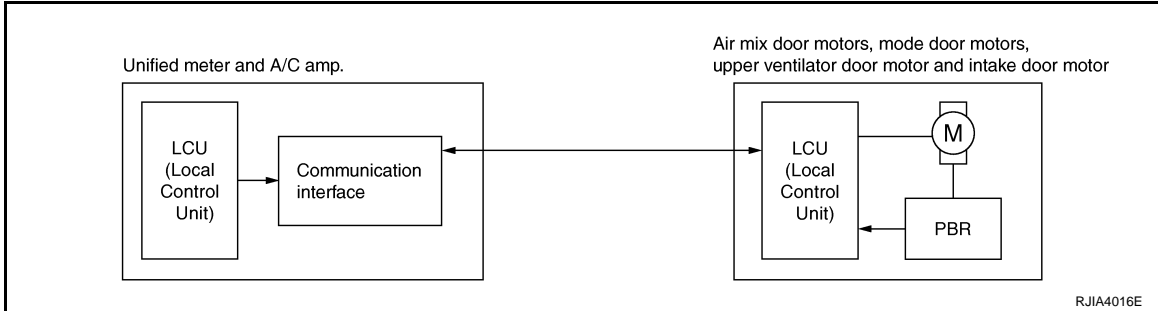 Unified meter and A/C amp.
LCU
(Local
Control
Unit)
Communication
interface
Air mix door motors, mode door motors,
upper ventilator door motor and intake door motor
LCU
(Local
Control
Unit)
M
PBR
RJIA4016E